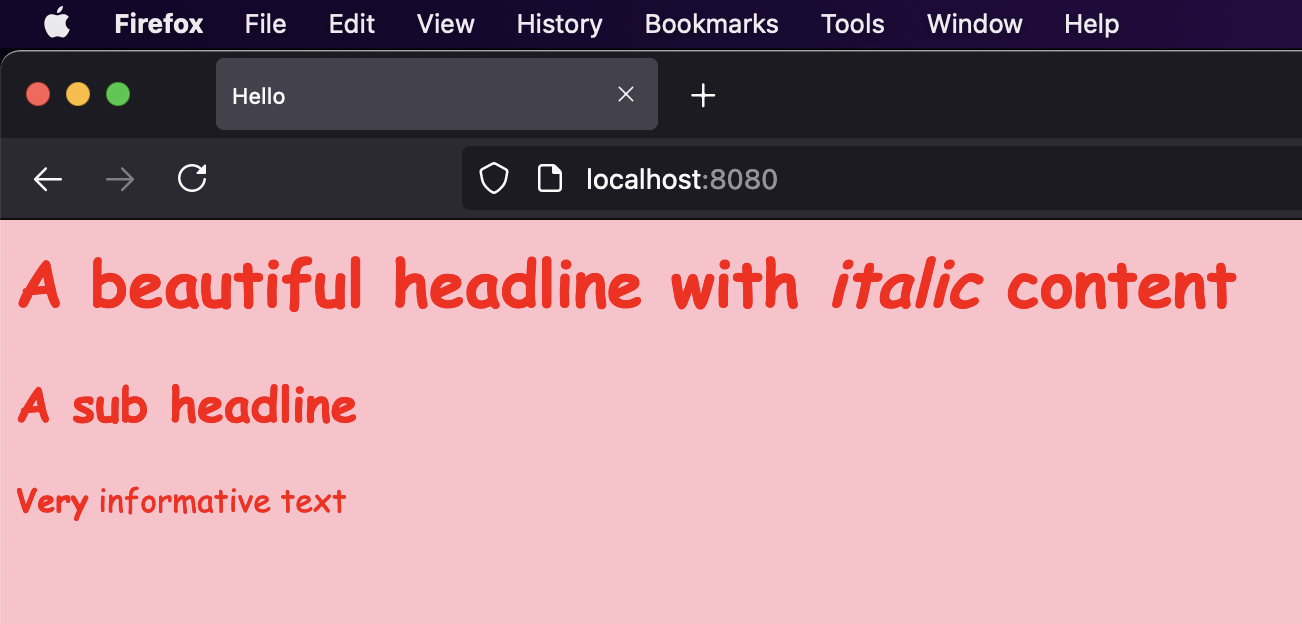 Firefox File Edit View History Bookmarks Tools Window Help
Hello
localhost:8080
A beautiful headline with italic content
A sub headline
Very informative text